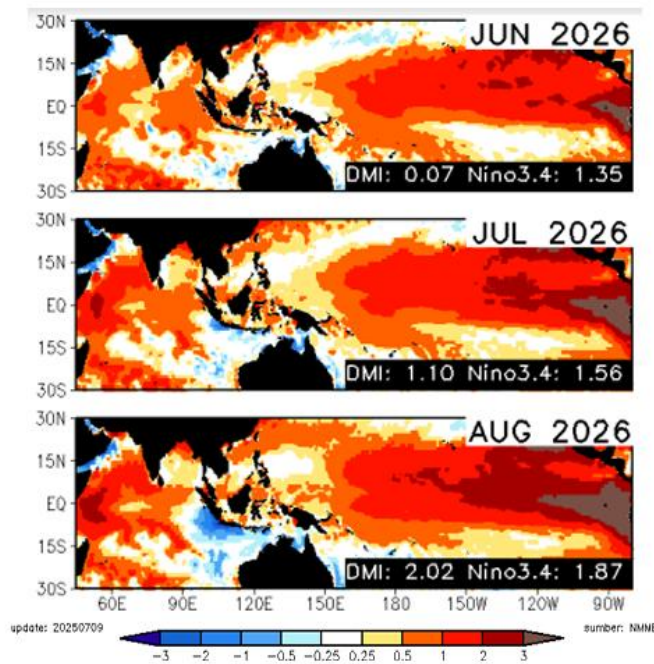 30N
JUN 2026
15N
EQ
15S
DMI: 0.07 Nino3.4: 1.35
30S
30N
JUL 2026
15N
EQ
15S
DMI: 1.10 Nino3.4: 1.56
30S
30N
AUG 2026
15N
EQ
15S
DMI: 2.02 Nino3.4: 1.87
30S
60E 90E 120E 150E 180 150W 120W 90W
update: 20250709
sumber: NMME
-3 -2 -1 -0.5 -0.25 0.25 0.5 1 2 3